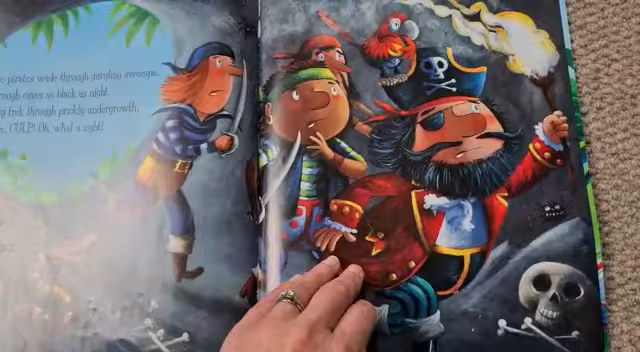 e pirates wade through gurgling swamps,
rough caves as black as night.
y trek through prickly undergrowth,
n, GULP! Oh, what a sight!